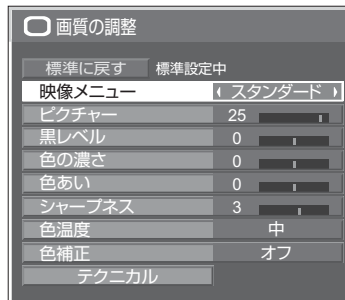 画質の調整
標準に戻す 標準設定中
映像メニュー スタンダード
ピクチャー 25
黒レベル 0
色の濃さ 0
色あい 0
シャープネス 3
色温度 中
色補正 オフ
テクニカル